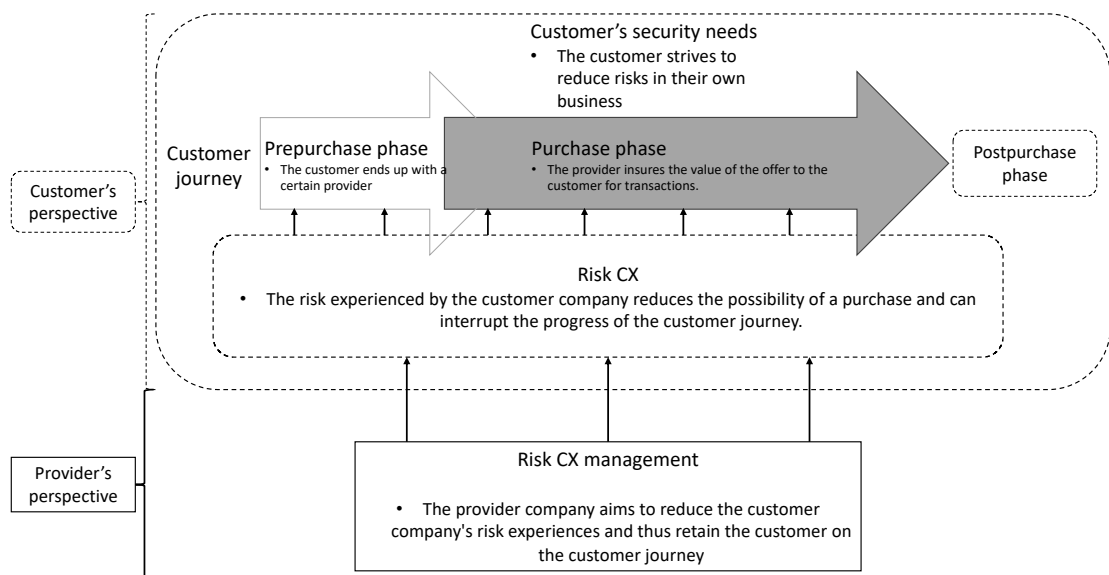 Customer's security needs
• The customer strives to
reduce risks in their own
business
Customer
journey
Prepurchase phase
• The customer ends up with a
certain provider
Purchase phase
• The provider insures the value of the offer to the
customer for transactions.
Postpurchase
phase
Customer's
perspective
Risk CX
• The risk experienced by the customer company reduces the possibility of a purchase and can
interrupt the progress of the customer journey.
Provider's
perspective
Risk CX management
• The provider company aims to reduce the customer
company's risk experiences and thus retain the customer on
the customer journey